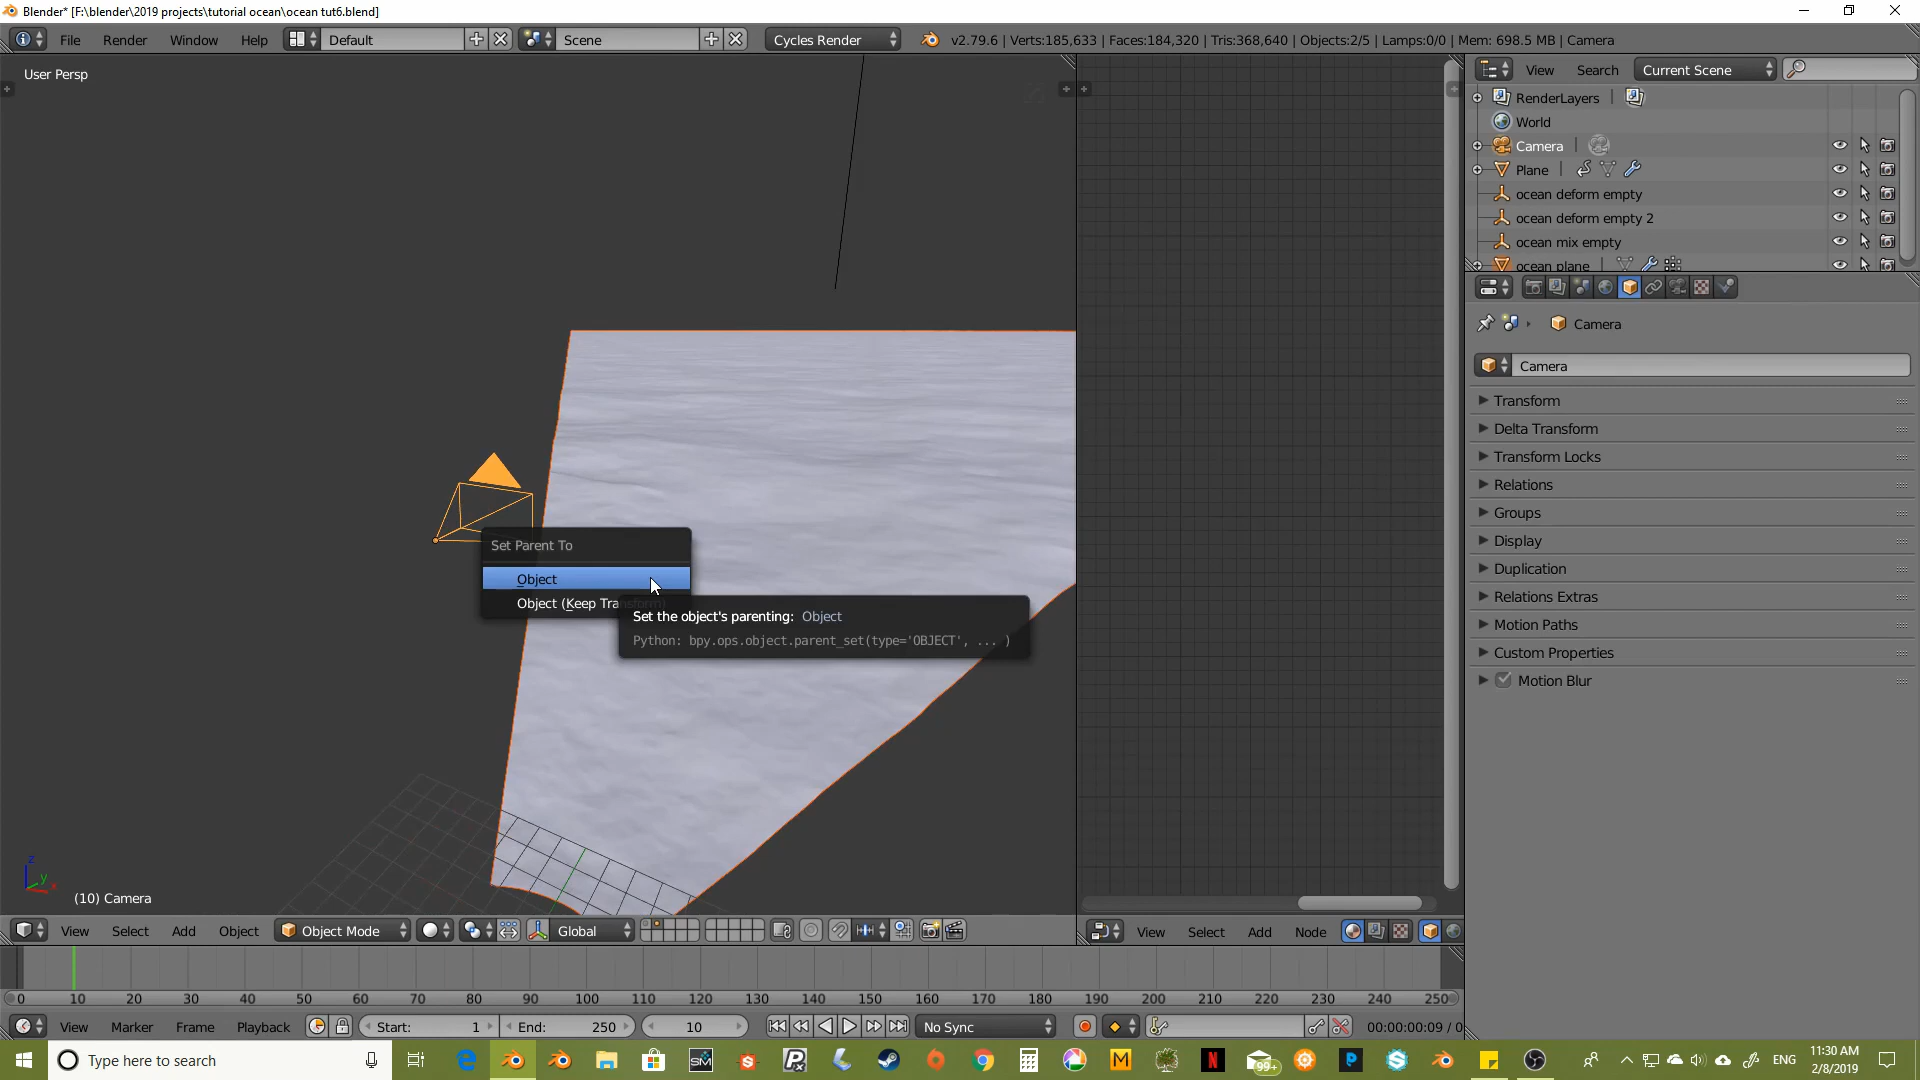 Blender* [F:\blender\2019 projects\tutorial ocean\ocean tut6.blend]
File Render Window Help Default Scene Cycles Render v2.79.6 | Verts:185,633 | Faces:184,320 | Tris:368,640 | Objects:2/5 | Lamps:0/0 | Mem: 698.5 MB | Camera
User Persp
View Search Current Scene
RenderLayers
World
Camera
Plane
ocean deform empty
ocean deform empty 2
ocean mix empty
ocean plane
Camera
Camera
Transform
Delta Transform
Transform Locks
Relations
Groups
Display
Duplication
Relations Extras
Motion Paths
Custom Properties
Motion Blur
Set Parent To
Object
Object (Keep Transform)
Set the object's parenting: Object
Python: bpy.ops.object.parent_set(type='OBJECT', ... )
z
y
x
(10) Camera
View Select Add Object Object Mode Global
View Select Add Node
0 10 20 30 40 50 60 70 80 90 100 110 120 130 140 150 160 170 180 190 200 210 220 230 240 250
View Marker Frame Playback Start: 1 End: 250 10 No Sync 00:00:00:09 / 0
Type here to search
SM
M
N
99+
P
ENG
11:30 AM
2/8/2019